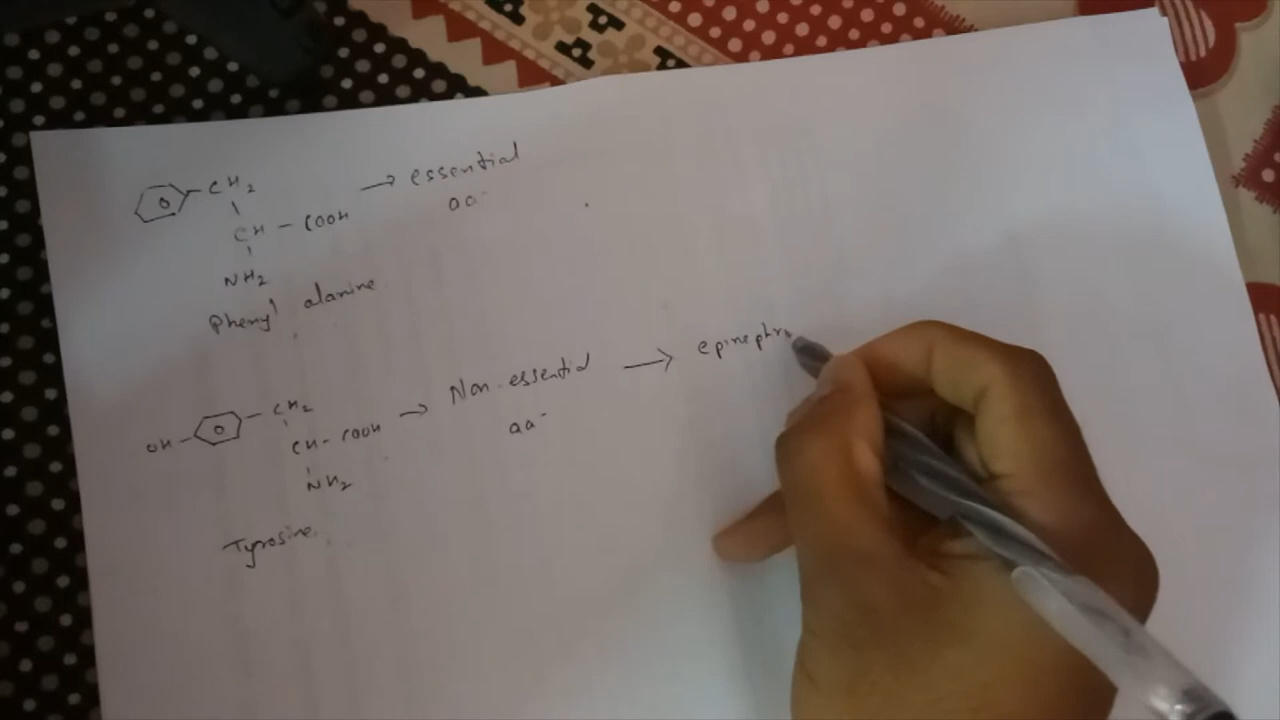 CH2 → essential
CH - COOH aa-
NH2
Phenyl alanine
OH CH2 → Non-essential → epinephr
CH - COOH aa-
NH2
Tyrosine